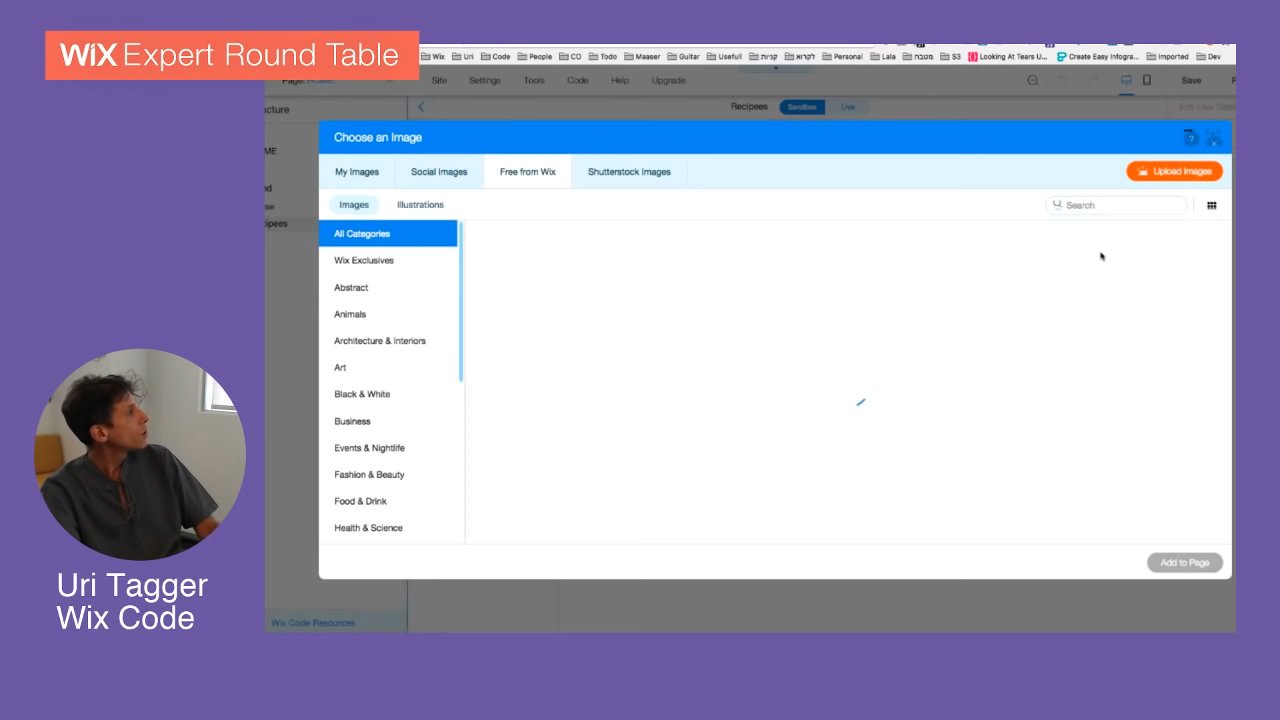 WIX Expert Round Table
Wix Uri Code People CO Todo Maaser Guitar Usefull קניות לקרוא Personal Lala מטבח S3 Looking At Tears U... Create Easy Infogra... Imported Dev
Site Settings Tools Code Help Upgrade Save
Recipees Sandbox Live
Choose an Image
My Images Social Images Free from Wix Shutterstock Images Upload Images
Images Illustrations Search
All Categories
Wix Exclusives
Abstract
Animals
Architecture & Interiors
Art
Black & White
Business
Events & Nightlife
Fashion & Beauty
Food & Drink
Health & Science
Add to Page
Wix Code Resources
Uri Tagger
Wix Code